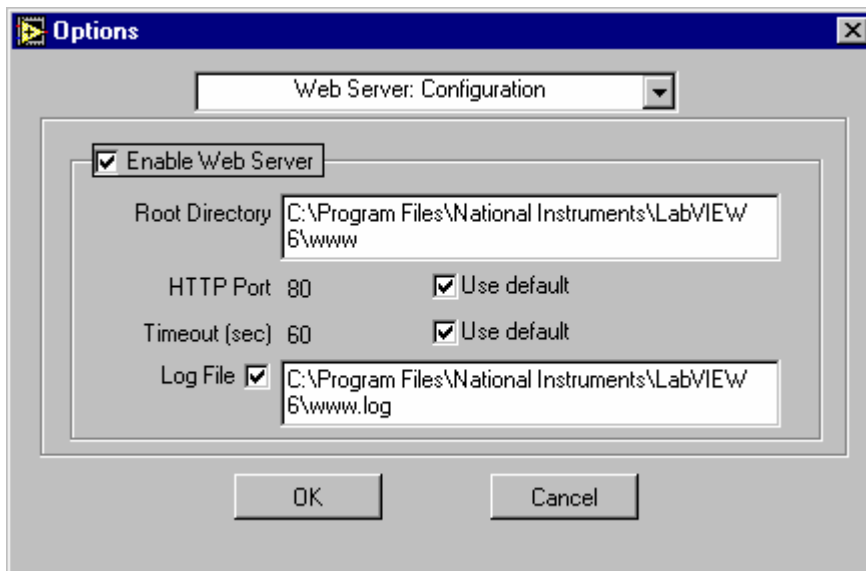 Options
Web Server: Configuration
Enable Web Server
Root Directory C:\Program Files\National Instruments\LabVIEW
6\www
HTTP Port 80 Use default
Timeout (sec) 60 Use default
Log File C:\Program Files\National Instruments\LabVIEW
6\www.log
OK Cancel